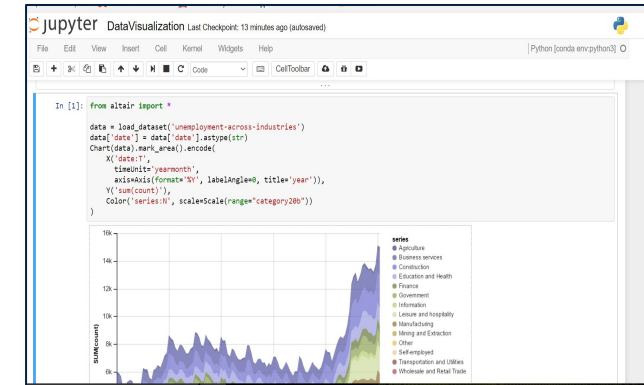 jupyter DataVisualization Last Checkpoint: 13 minutes ago (autosaved)
File Edit View Insert Cell Kernel Widgets Help Python [conda env:python3]
Code CellToolbar
...
In [1]: from altair import *
data = load_dataset('unemployment-across-industries')
data['date'] = data['date'].astype(str)
Chart(data).mark_area().encode(
X('date:T',
timeUnit='yearmonth',
axis=Axis(format='%Y', labelAngle=0, title='year')),
Y('sum(count)'),
Color('series:N', scale=Scale(range="category20b"))
)
16k
14k
12k
10k
8k
6k
SUM(count)
series
Agriculture
Business services
Construction
Education and Health
Finance
Government
Information
Leisure and hospitality
Manufacturing
Mining and Extraction
Other
Self-employed
Transportation and Utilities
Wholesale and Retail Trade